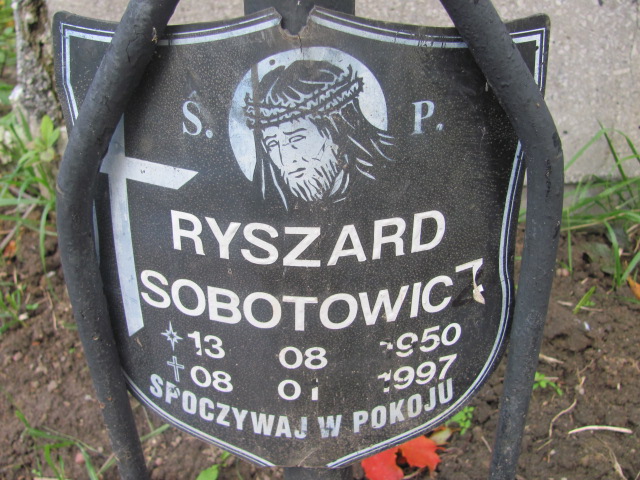 Ś. P.
RYSZARD
SOBOTOWICZ
13 08 1950
08 01 1997
SPOCZYWAJ W POKOJU